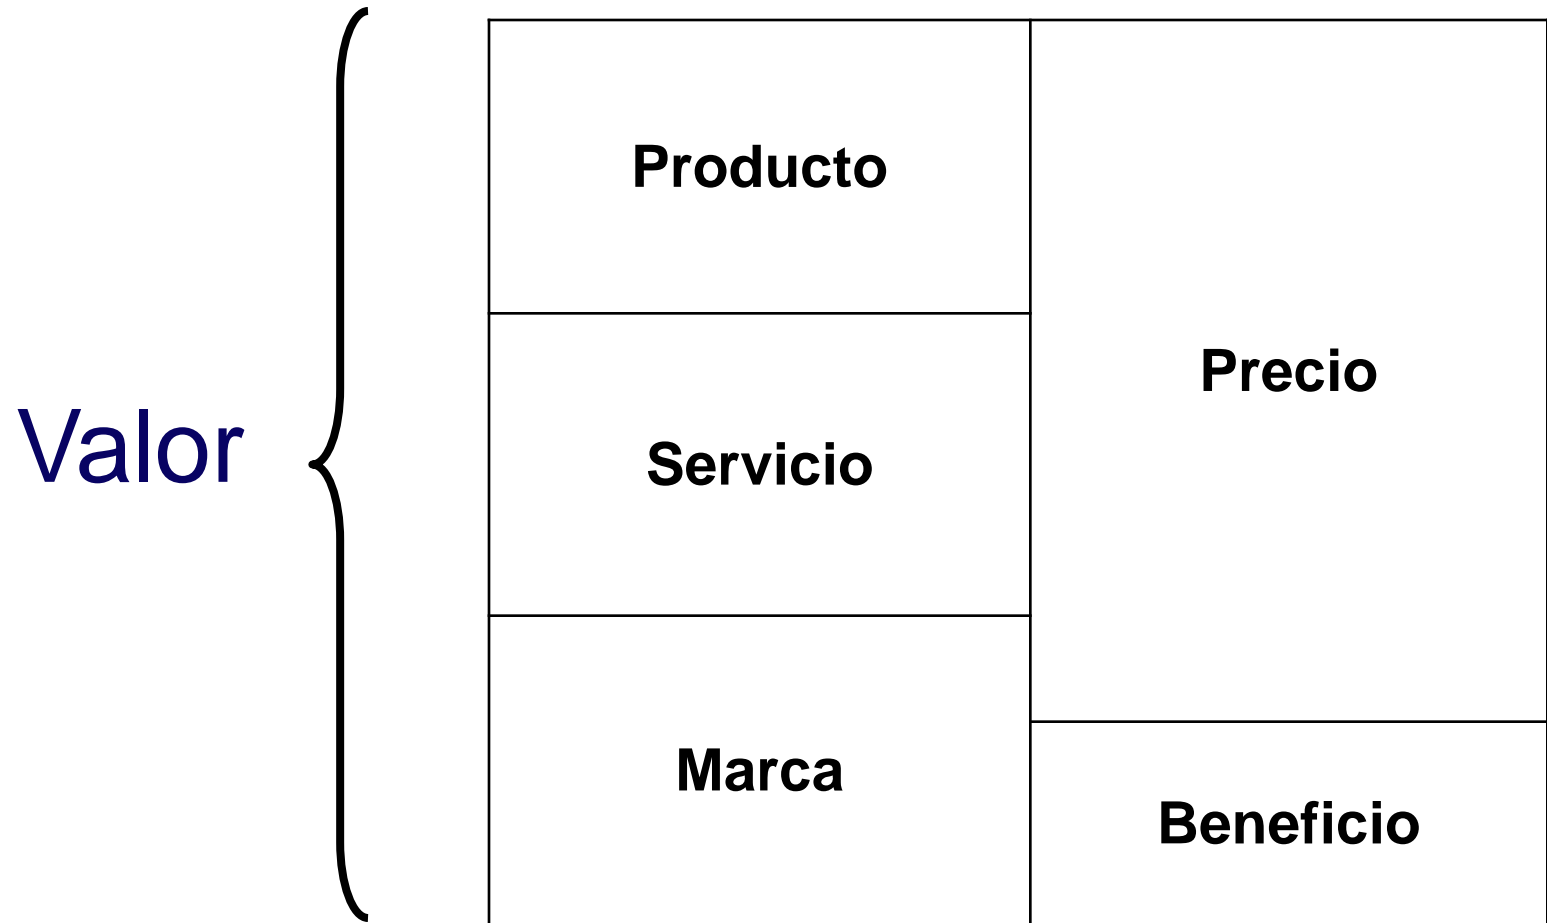 Valor
Producto
Servicio
Marca
Precio
Beneficio